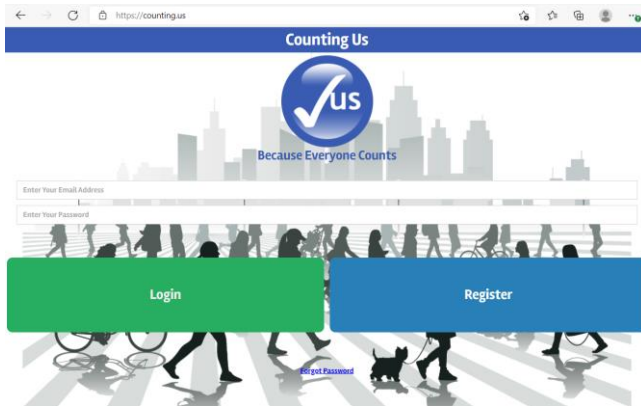 https://counting.us
Counting Us
us
Because Everyone Counts
Enter Your Email Address
Enter Your Password
Login
Register
Forgot Password